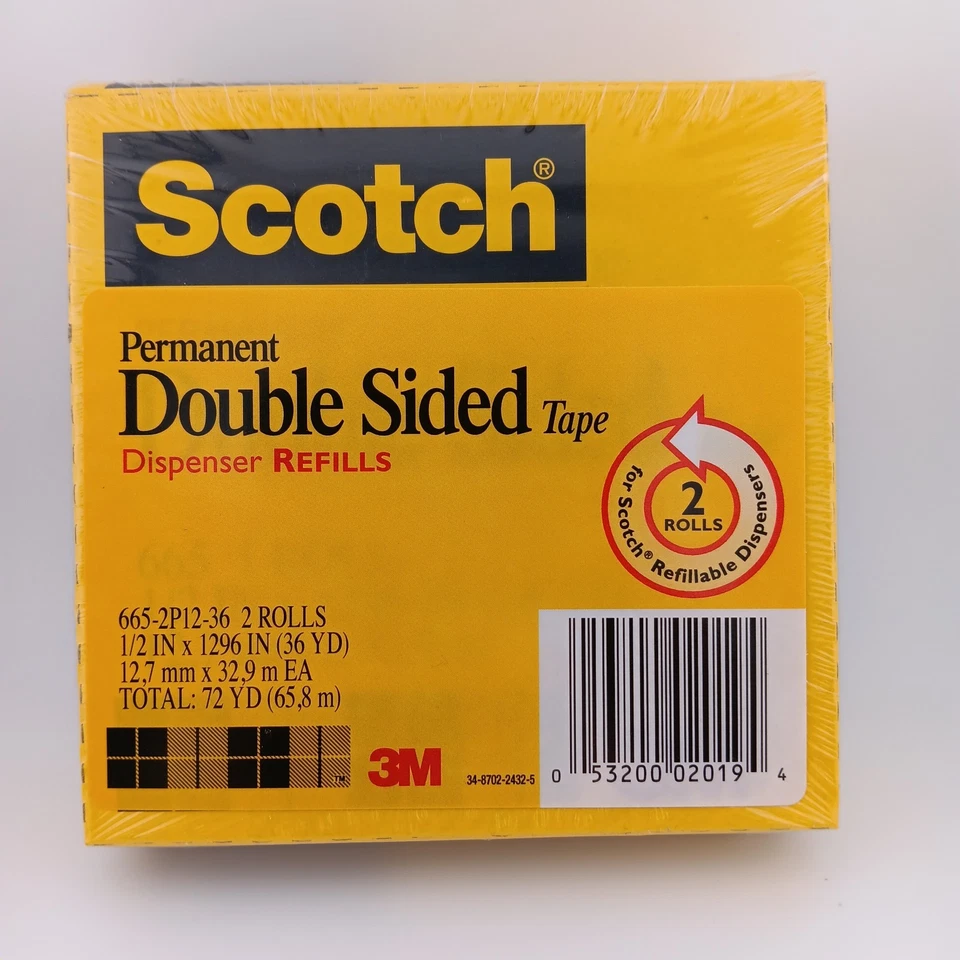 Scotch®
Permanent
Double Sided Tape
Dispenser REFILLS
2
ROLLS
for Scotch® Refillable Dispensers
665-2P12-36 2 ROLLS
1/2 IN x 1296 IN (36 YD)
12,7 mm x 32,9 m EA
TOTAL: 72 YD (65,8 m)
™
3M
34-8702-2432-5
0 53200 02019 4